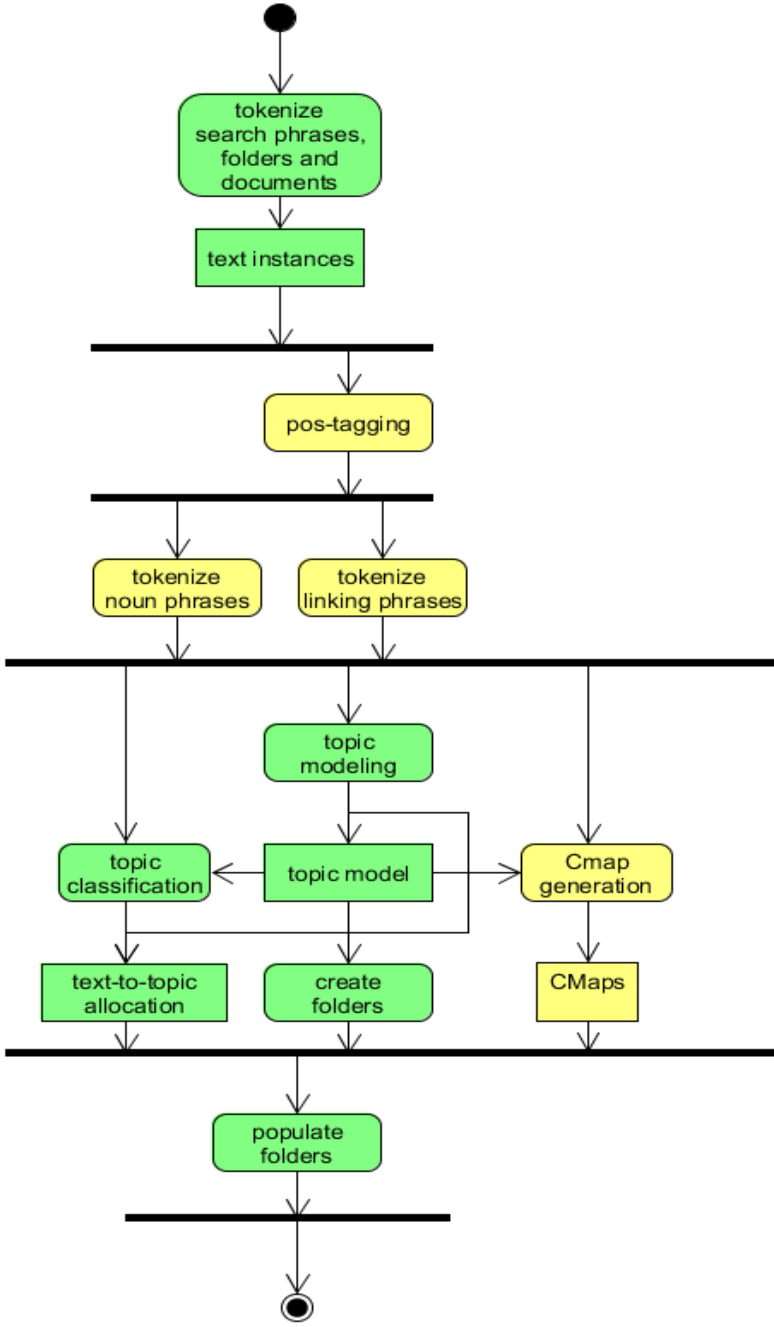 tokenize
search phrases,
folders and
documents
text instances
pos-tagging
tokenize
noun phrases
tokenize
linking phrases
topic
modeling
topic
classification
topic model
Cmap
generation
text-to-topic
allocation
create
folders
CMaps
populate
folders